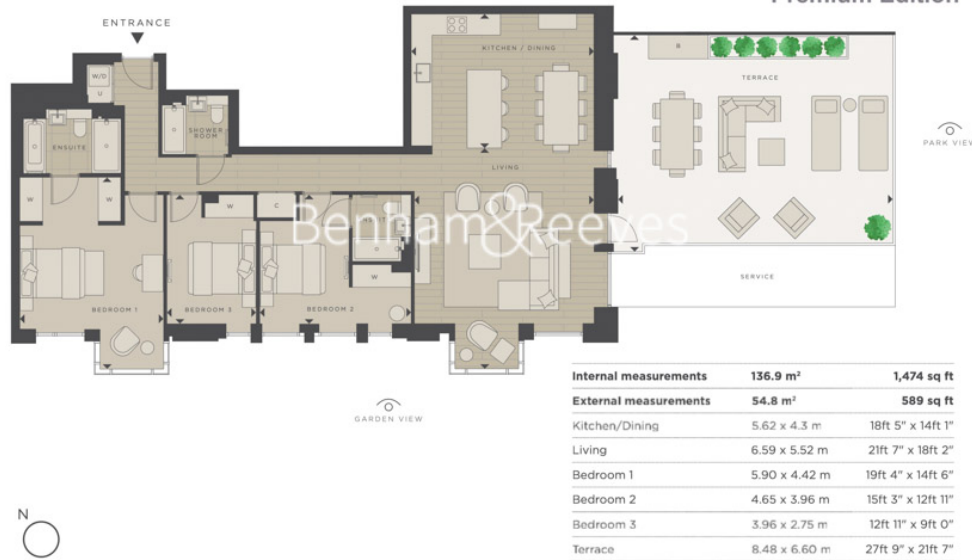 Premium Edition
ENTRANCE
W/D
U
KITCHEN / DINING
B
TERRACE
ENSUITE
SHOWER
ROOM
PARK VIEW
LIVING
W
W
W
C
ENSUITE
Benham&Reeves
W
SERVICE
BEDROOM 1
BEDROOM 3
BEDROOM 2
GARDEN VIEW
Internal measurements 136.9 m² 1,474 sq ft
External measurements 54.8 m² 589 sq ft
Kitchen/Dining 5.62 x 4.3 m 18ft 5" x 14ft 1"
Living 6.59 x 5.52 m 21ft 7" x 18ft 2"
Bedroom 1 5.90 x 4.42 m 19ft 4" x 14ft 6"
Bedroom 2 4.65 x 3.96 m 15ft 3" x 12ft 11"
Bedroom 3 3.96 x 2.75 m 12ft 11" x 9ft 0"
Terrace 8.48 x 6.60 m 27ft 9" x 21ft 7"
N